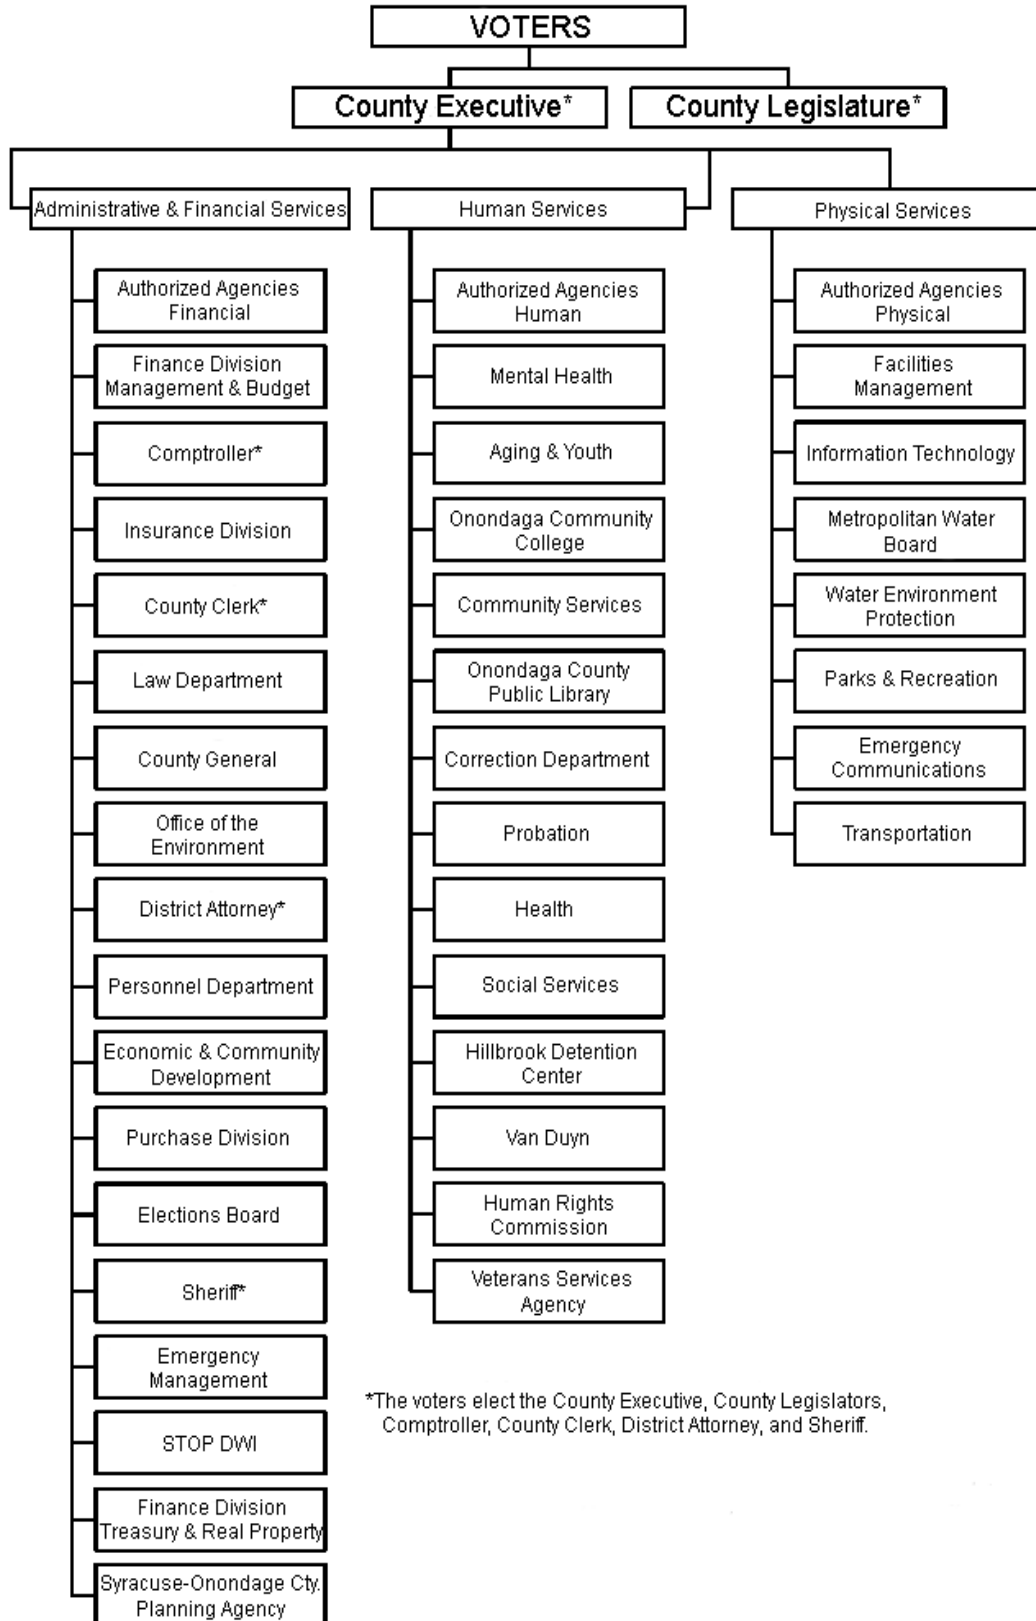 VOTERS
County Executive*
County Legislature*
Administrative & Financial Services
Human Services
Physical Services
Authorized Agencies
Financial
Finance Division
Management & Budget
Comptroller*
Insurance Division
County Clerk*
Law Department
County General
Office of the
Environment
District Attorney*
Personnel Department
Economic & Community
Development
Purchase Division
Elections Board
Sheriff*
Emergency
Management
STOP DWI
Finance Division
Treasury & Real Property
Syracuse-Onondage Cty.
Planning Agency
Authorized Agencies
Human
Mental Health
Aging & Youth
Onondaga Community
College
Community Services
Onondaga County
Public Library
Correction Department
Probation
Health
Social Services
Hillbrook Detention
Center
Van Duyn
Human Rights
Commission
Veterans Services
Agency
Authorized Agencies
Physical
Facilities
Management
Information Technology
Metropolitan Water
Board
Water Environment
Protection
Parks & Recreation
Emergency
Communications
Transportation
*The voters elect the County Executive, County Legislators,
Comptroller, County Clerk, District Attorney, and Sheriff.